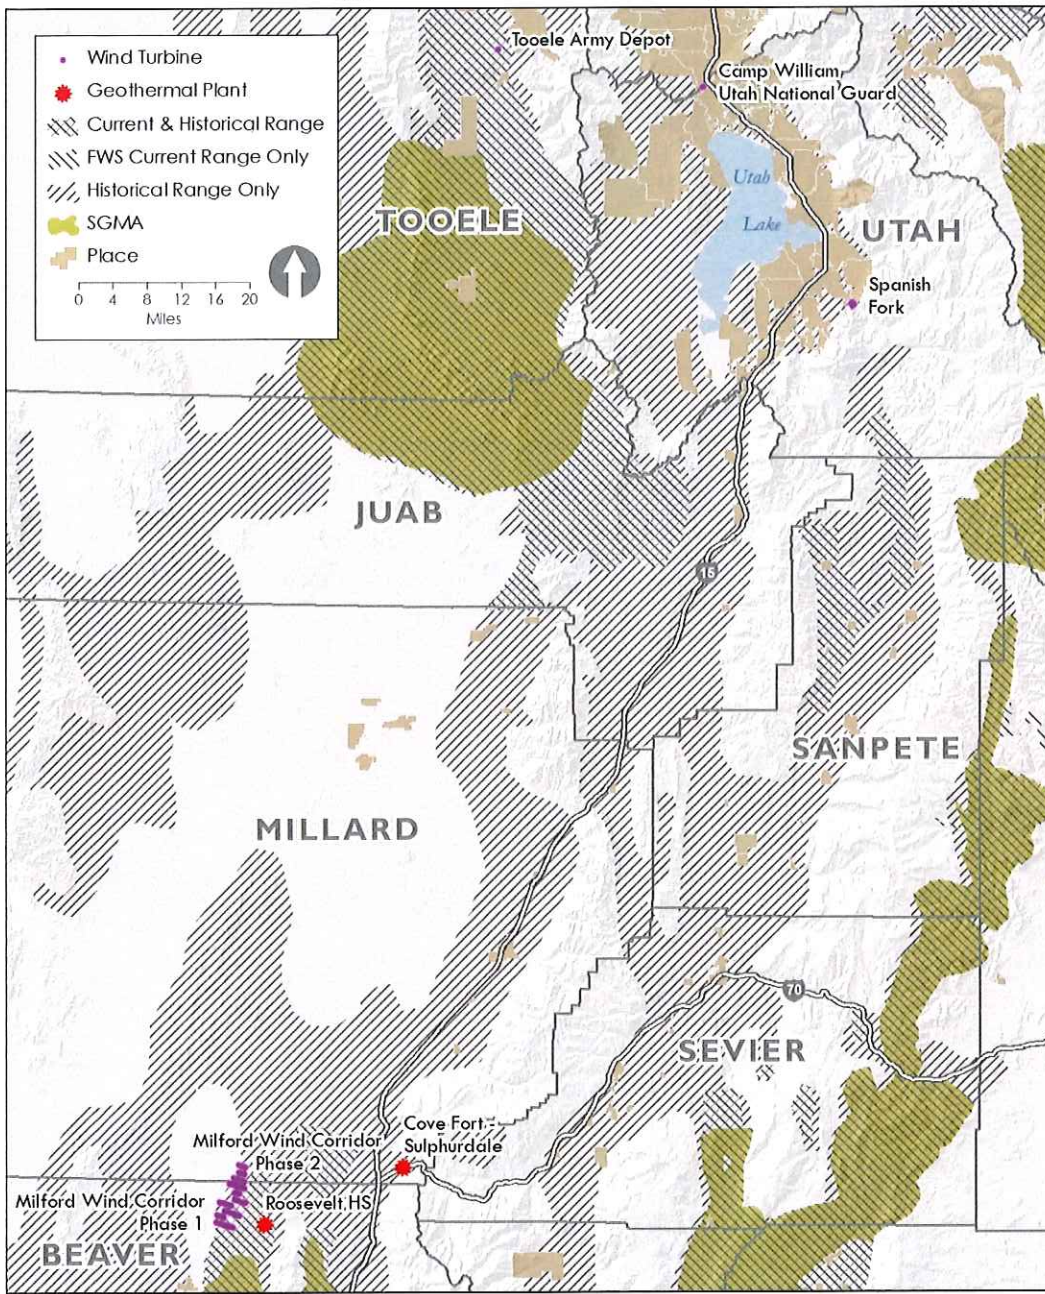 Wind Turbine
Geothermal Plant
Current & Historical Range
FWS Current Range Only
Historical Range Only
SGMA
Place
0 4 8 12 16 20
Miles
Tooele Army Depot
Camp William,
Utah National Guard
Utah
Lake
TOOELE
UTAH
Spanish
Fork
JUAB
15
SANPETE
MILLARD
70
SEVIER
Cove Fort -
Sulphurdale
Milford Wind Corridor
Phase 2
Milford Wind Corridor
Phase 1
Roosevelt HS
BEAVER